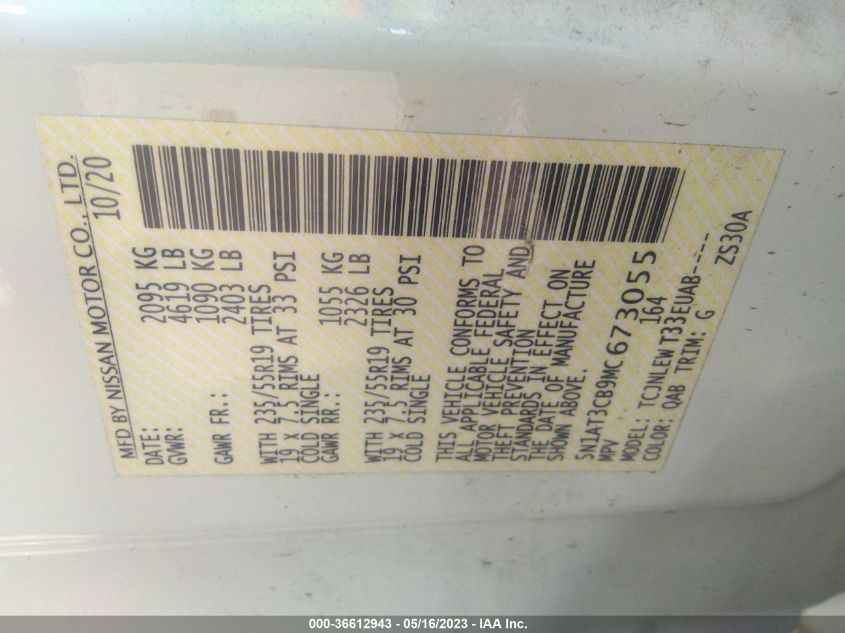 MFD BY NISSAN MOTOR CO., LTD.
DATE: 10/20
GVWR: 2095 KG
4619 LB
GAWR FR.: 1090 KG
2403 LB
WITH 235/55R19 TIRES
19 x 7.5 RIMS AT 33 PSI
COLD SINGLE
GAWR RR.: 1055 KG
2326 LB
WITH 235/55R19 TIRES
19 x 7.5 RIMS AT 30 PSI
COLD SINGLE
THIS VEHICLE CONFORMS TO
ALL APPLICABLE FEDERAL
MOTOR VEHICLE SAFETY AND
THEFT PREVENTION
STANDARDS IN EFFECT ON
THE DATE OF MANUFACTURE
SHOWN ABOVE.
5N1AT3CB9MC673055
MPV 164
MODEL: TCJNLEWT33EUAB-----
COLOR: QAB TRIM: G ZS30A
000-36612943 - 05/16/2023 - IAA Inc.